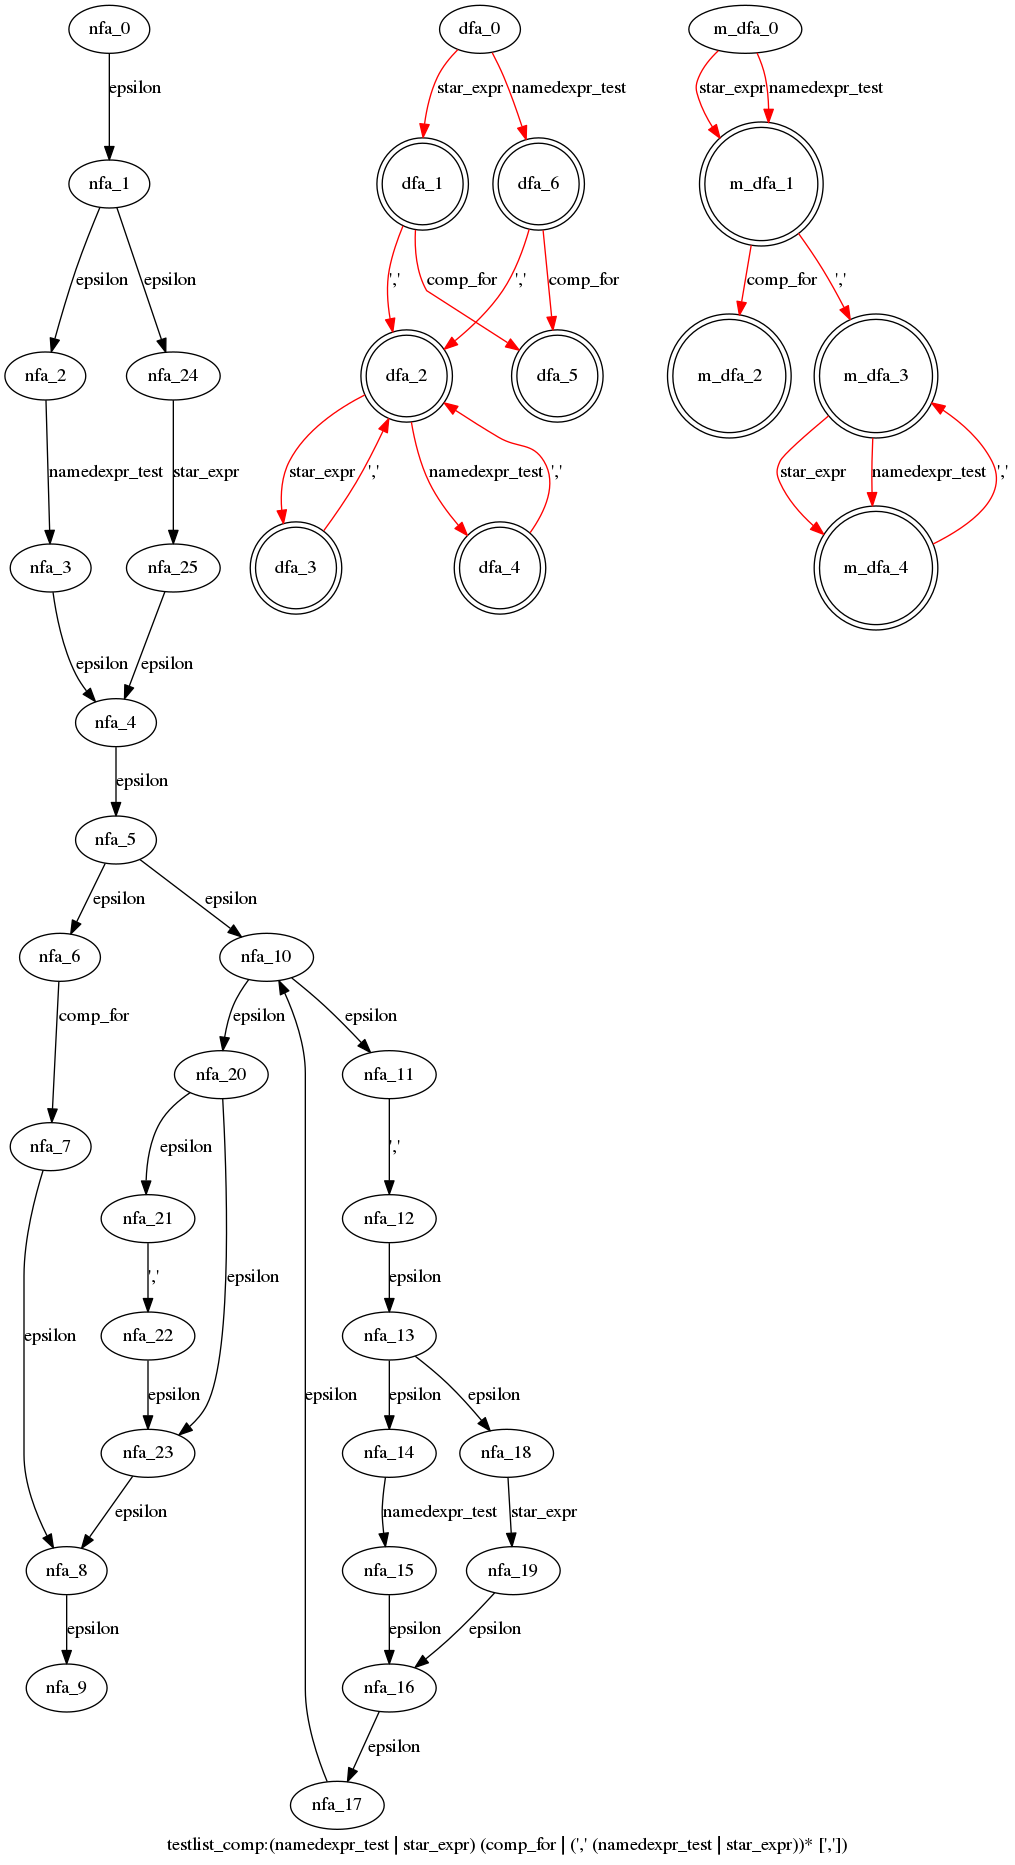 nfa_0 dfa_0 m_dfa_0
epsilon star_expr namedexpr_test star_expr namedexpr_test
nfa_1 dfa_1 dfa_6 m_dfa_1
epsilon epsilon ',' comp_for ',' comp_for comp_for ','
nfa_2 nfa_24 dfa_2 dfa_5 m_dfa_2 m_dfa_3
namedexpr_test star_expr star_expr ',' namedexpr_test ',' star_expr namedexpr_test ','
nfa_3 nfa_25 dfa_3 dfa_4 m_dfa_4
epsilon epsilon
nfa_4
epsilon
nfa_5
epsilon epsilon
nfa_6 nfa_10
comp_for epsilon epsilon
nfa_20 nfa_11
nfa_7 epsilon ','
nfa_21 nfa_12
',' epsilon epsilon
epsilon nfa_22 nfa_13
epsilon epsilon epsilon epsilon
nfa_23 nfa_14 nfa_18
epsilon namedexpr_test star_expr
nfa_8 nfa_15 nfa_19
epsilon epsilon epsilon
nfa_9 nfa_16
epsilon
nfa_17
testlist_comp:(namedexpr_test | star_expr) (comp_for | (',' (namedexpr_test | star_expr))* [','])